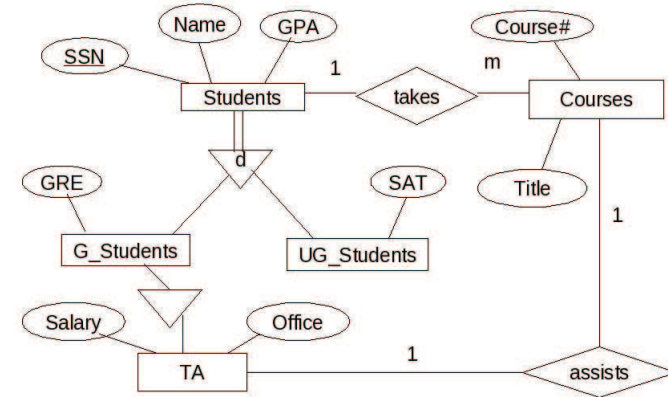 Name
GPA
Course#
SSN
1
m
Students
takes
Courses
d
GRE
SAT
Title
1
G_Students
UG_Students
Salary
Office
1
TA
assists